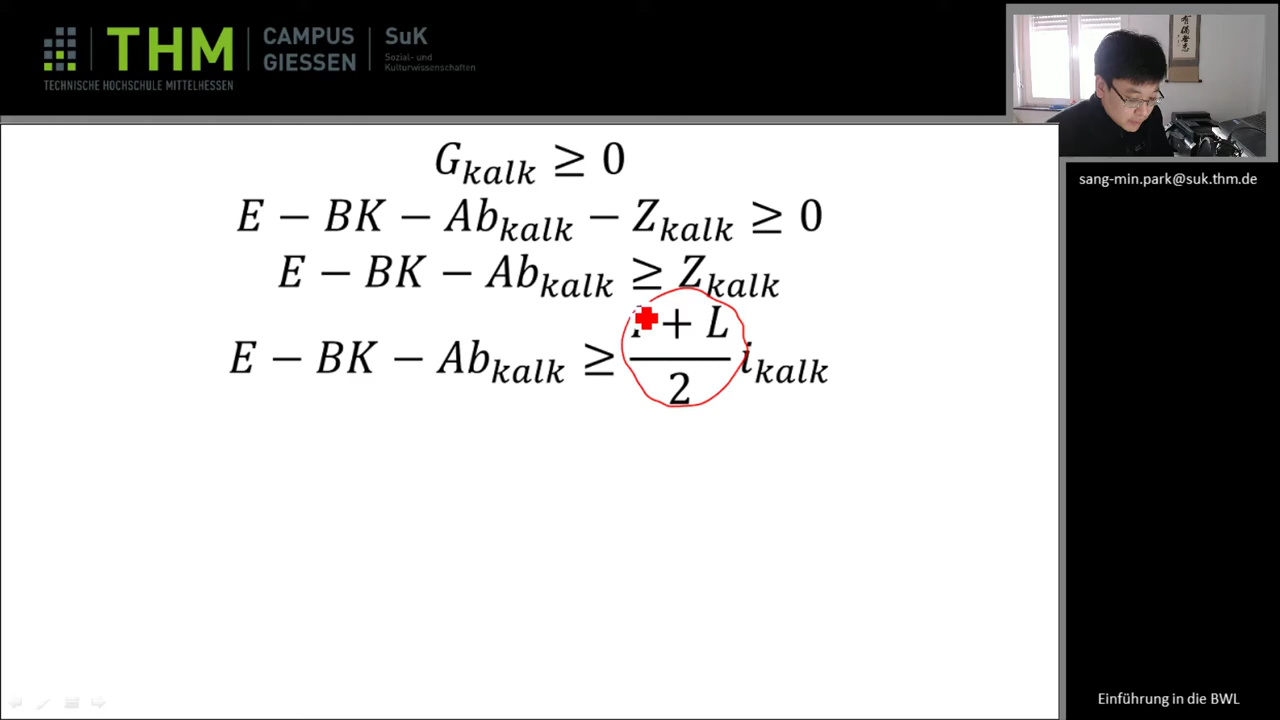 THM CAMPUS GIESSEN SuK
Sozial- und
Kulturwissenschaften
TECHNISCHE HOCHSCHULE MITTELHESSEN
G_kalk ≥ 0
E − BK − Ab_kalk − Z_kalk ≥ 0
E − BK − Ab_kalk ≥ Z_kalk
E − BK − Ab_kalk ≥ + L / 2 i_kalk
sang-min.park@suk.thm.de
Einführung in die BWL